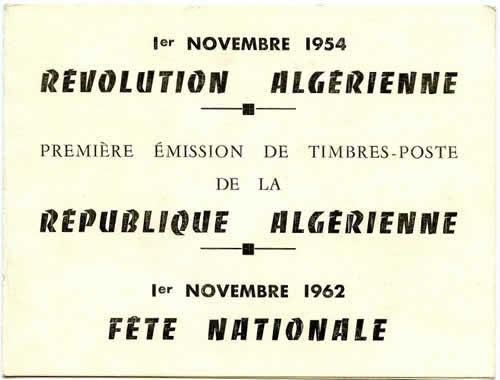 1er NOVEMBRE 1954
RÉVOLUTION ALGÉRIENNE
PREMIÈRE ÉMISSION DE TIMBRES-POSTE
DE LA
RÉPUBLIQUE ALGÉRIENNE
1er NOVEMBRE 1962
FÊTE NATIONALE